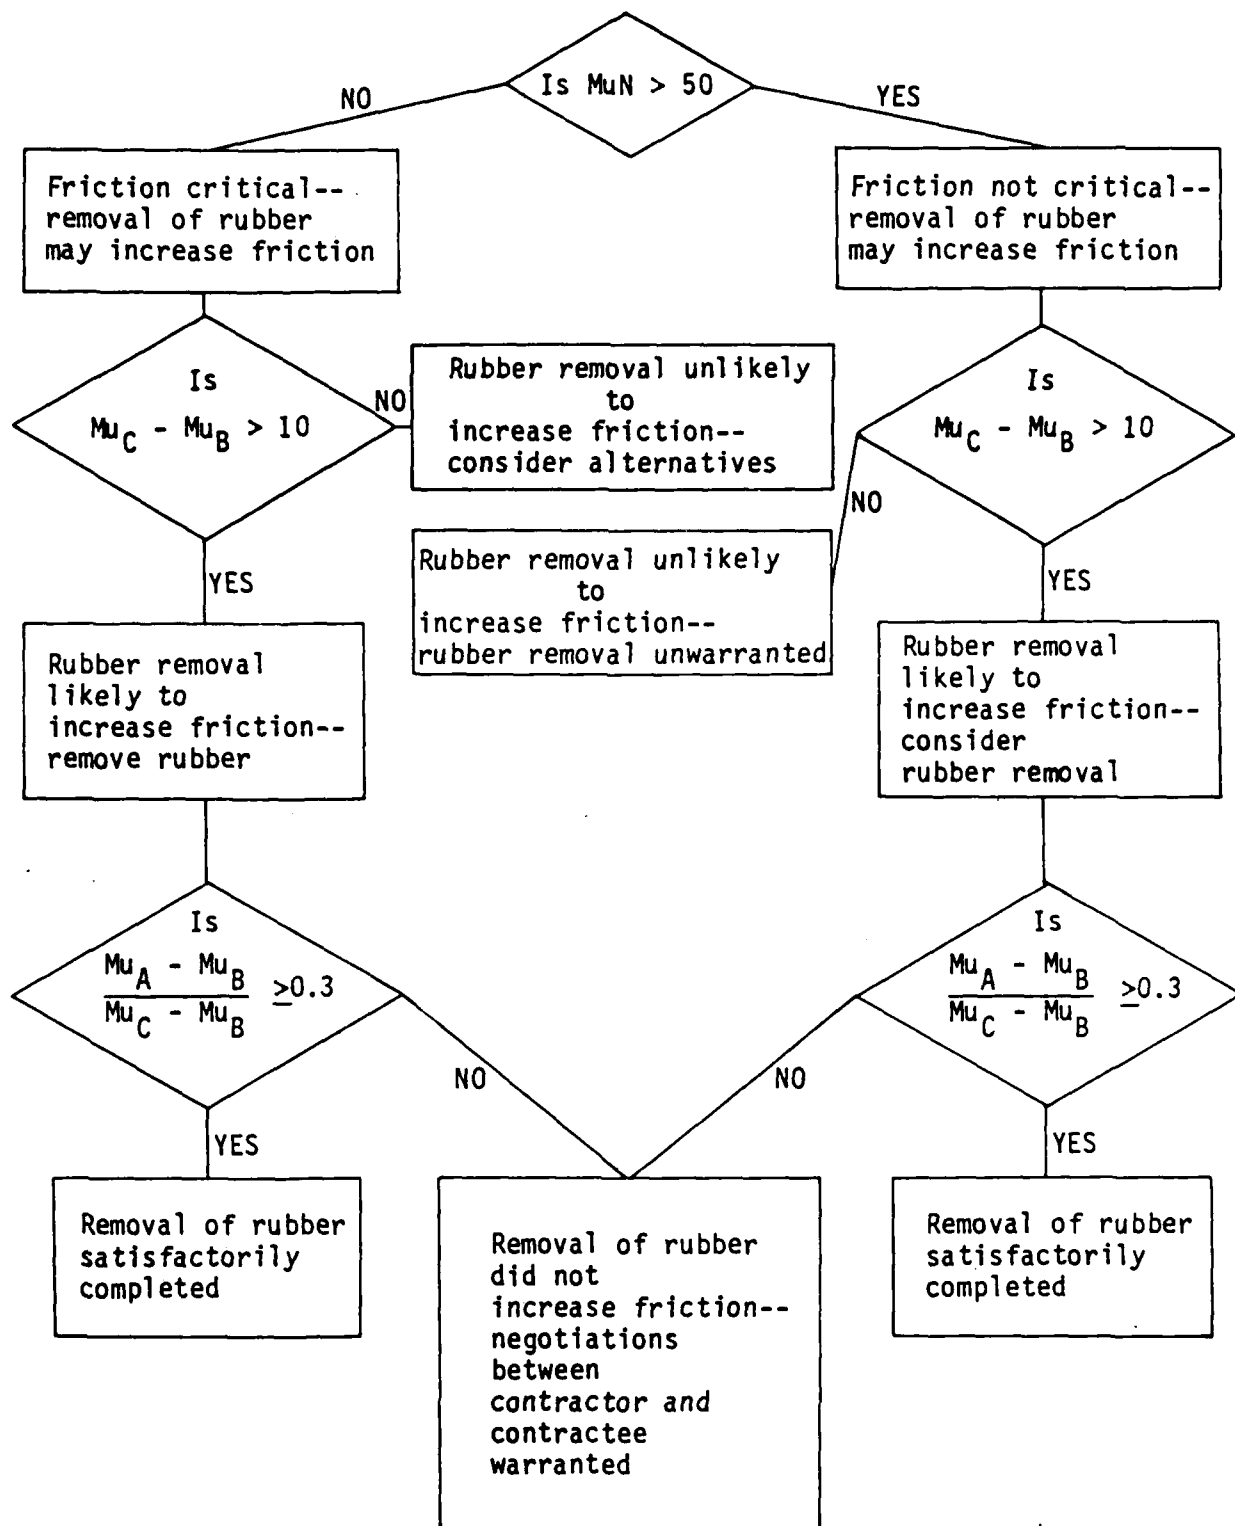 Is MuN > 50
NO
YES
Friction critical--
removal of rubber
may increase friction
Friction not critical--
removal of rubber
may increase friction
Is
Mu_C - Mu_B > 10
NO
Rubber removal unlikely
to
increase friction--
consider alternatives
Is
Mu_C - Mu_B > 10
NO
Rubber removal unlikely
to
increase friction--
rubber removal unwarranted
YES
YES
Rubber removal
likely to
increase friction--
remove rubber
Rubber removal
likely to
increase friction--
consider
rubber removal
Is
Mu_A - Mu_B
Mu_C - Mu_B
≥0.3
Is
Mu_A - Mu_B
Mu_C - Mu_B
≥0.3
NO
NO
YES
YES
Removal of rubber
satisfactorily
completed
Removal of rubber
did not
increase friction--
negotiations
between
contractor and
contractee
warranted
Removal of rubber
satisfactorily
completed